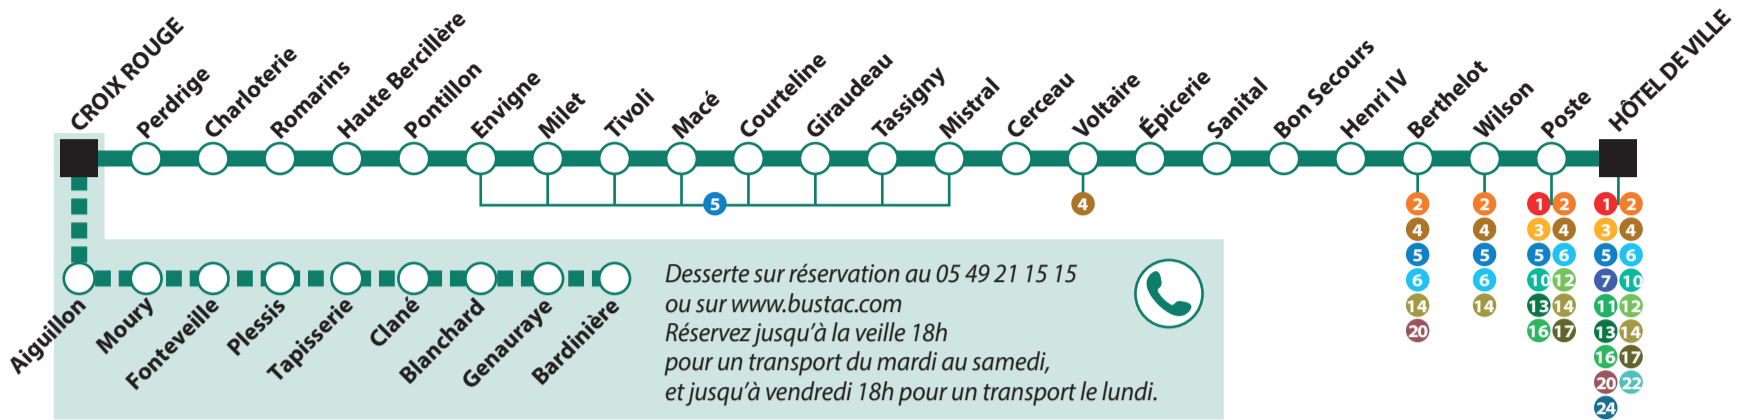 CROIX ROUGE
Perdrige
Charloterie
Romarins
Haute Bercillère
Pontillon
Envigne
Milet
Tivoli
Macé
Courteline
Giraudeau
Tassigny
Mistral
Cerceau
Voltaire
Épicerie
Sanital
Bon Secours
Henri IV
Berthelot
Wilson
Poste
HÔTEL DE VILLE
5
4
2
4
5
6
14
20
2
4
5
6
14
1 2
3 4
5 6
10 12
13 14
16 17
1 2
3 4
5 6
7 10
11 12
13 14
16 17
20 22
24
Aiguillon
Moury
Fonteveille
Plessis
Tapisserie
Clané
Blanchard
Genauraye
Bardinière
Desserte sur réservation au 05 49 21 15 15
ou sur www.bustac.com
Réservez jusqu'à la veille 18h
pour un transport du mardi au samedi,
et jusqu'à vendredi 18h pour un transport le lundi.